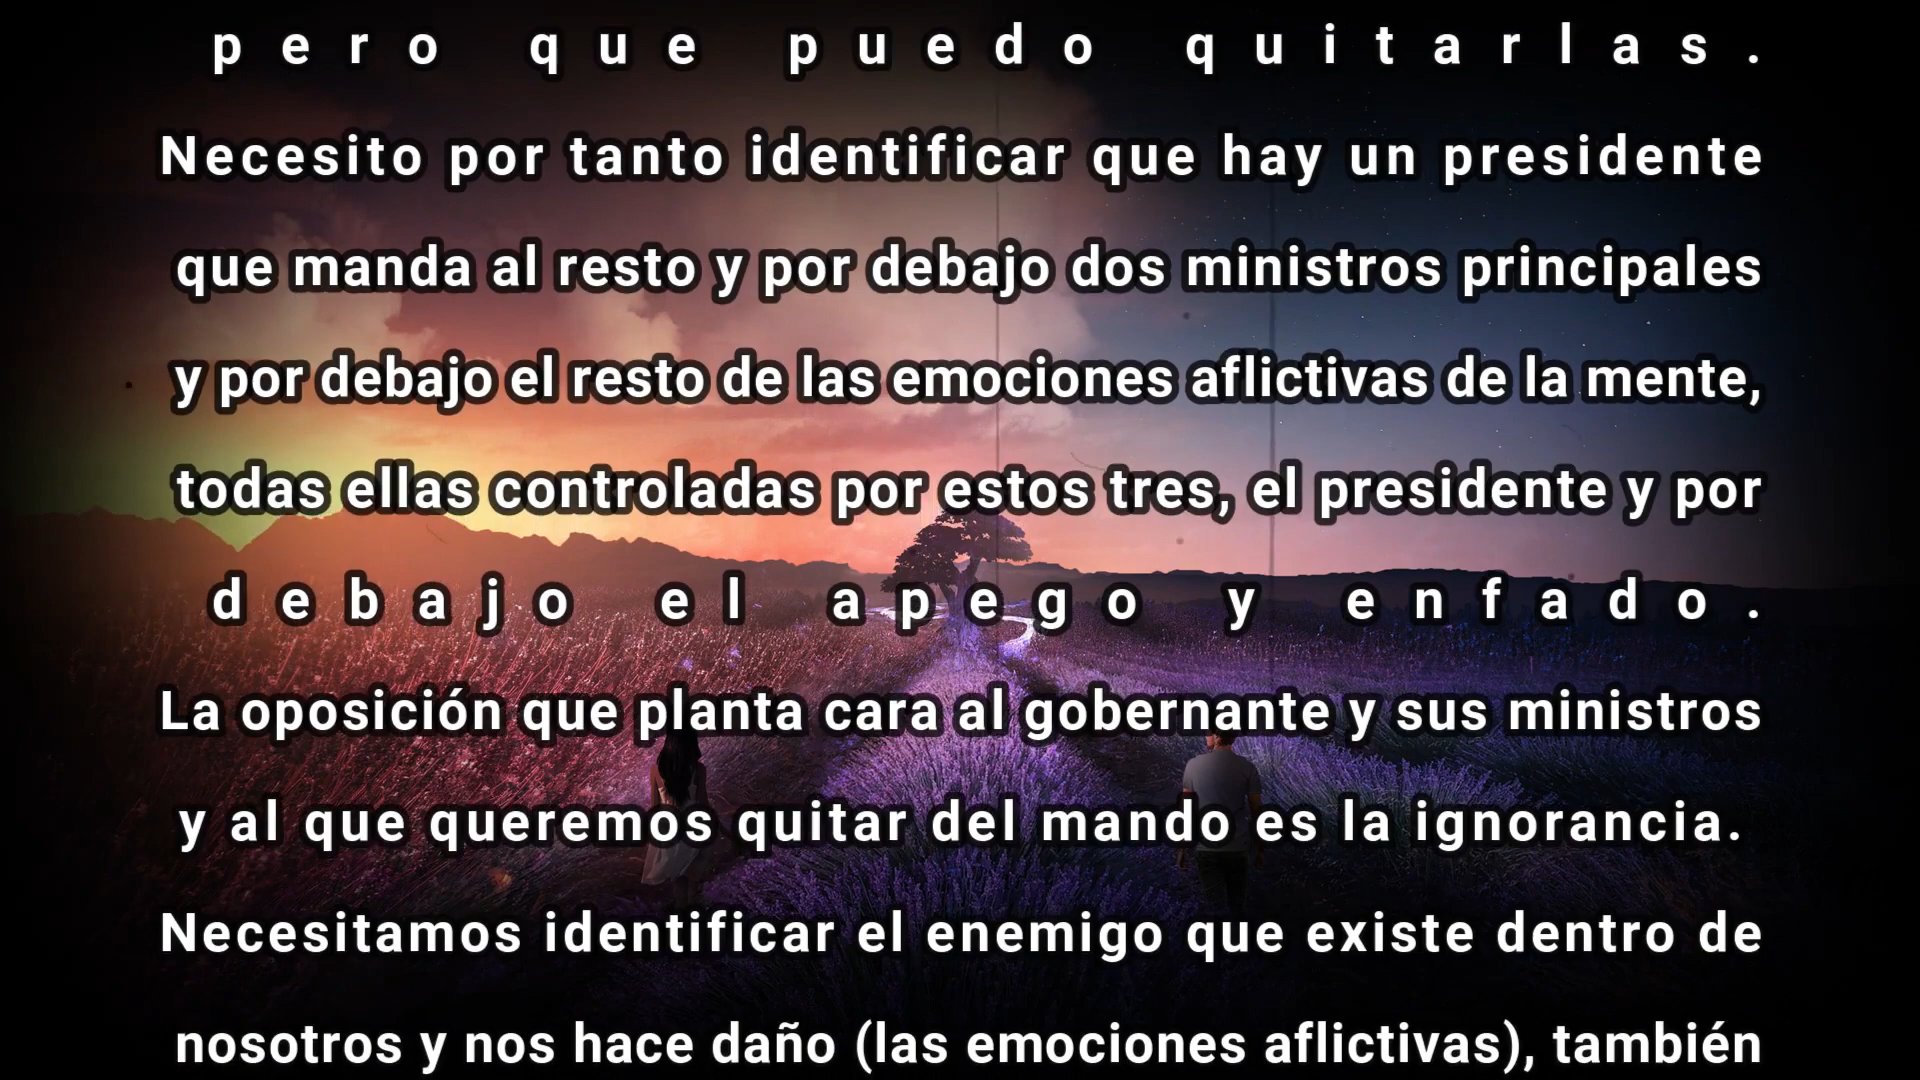 pero que puedo quitarlas.
Necesito por tanto identificar que hay un presidente
que manda al resto y por debajo dos ministros principales
y por debajo el resto de las emociones aflictivas de la mente,
todas ellas controladas por estos tres, el presidente y por
debajo el apego y enfado.
La oposición que planta cara al gobernante y sus ministros
y al que queremos quitar del mando es la ignorancia.
Necesitamos identificar el enemigo que existe dentro de
nosotros y nos hace daño (las emociones aflictivas), también